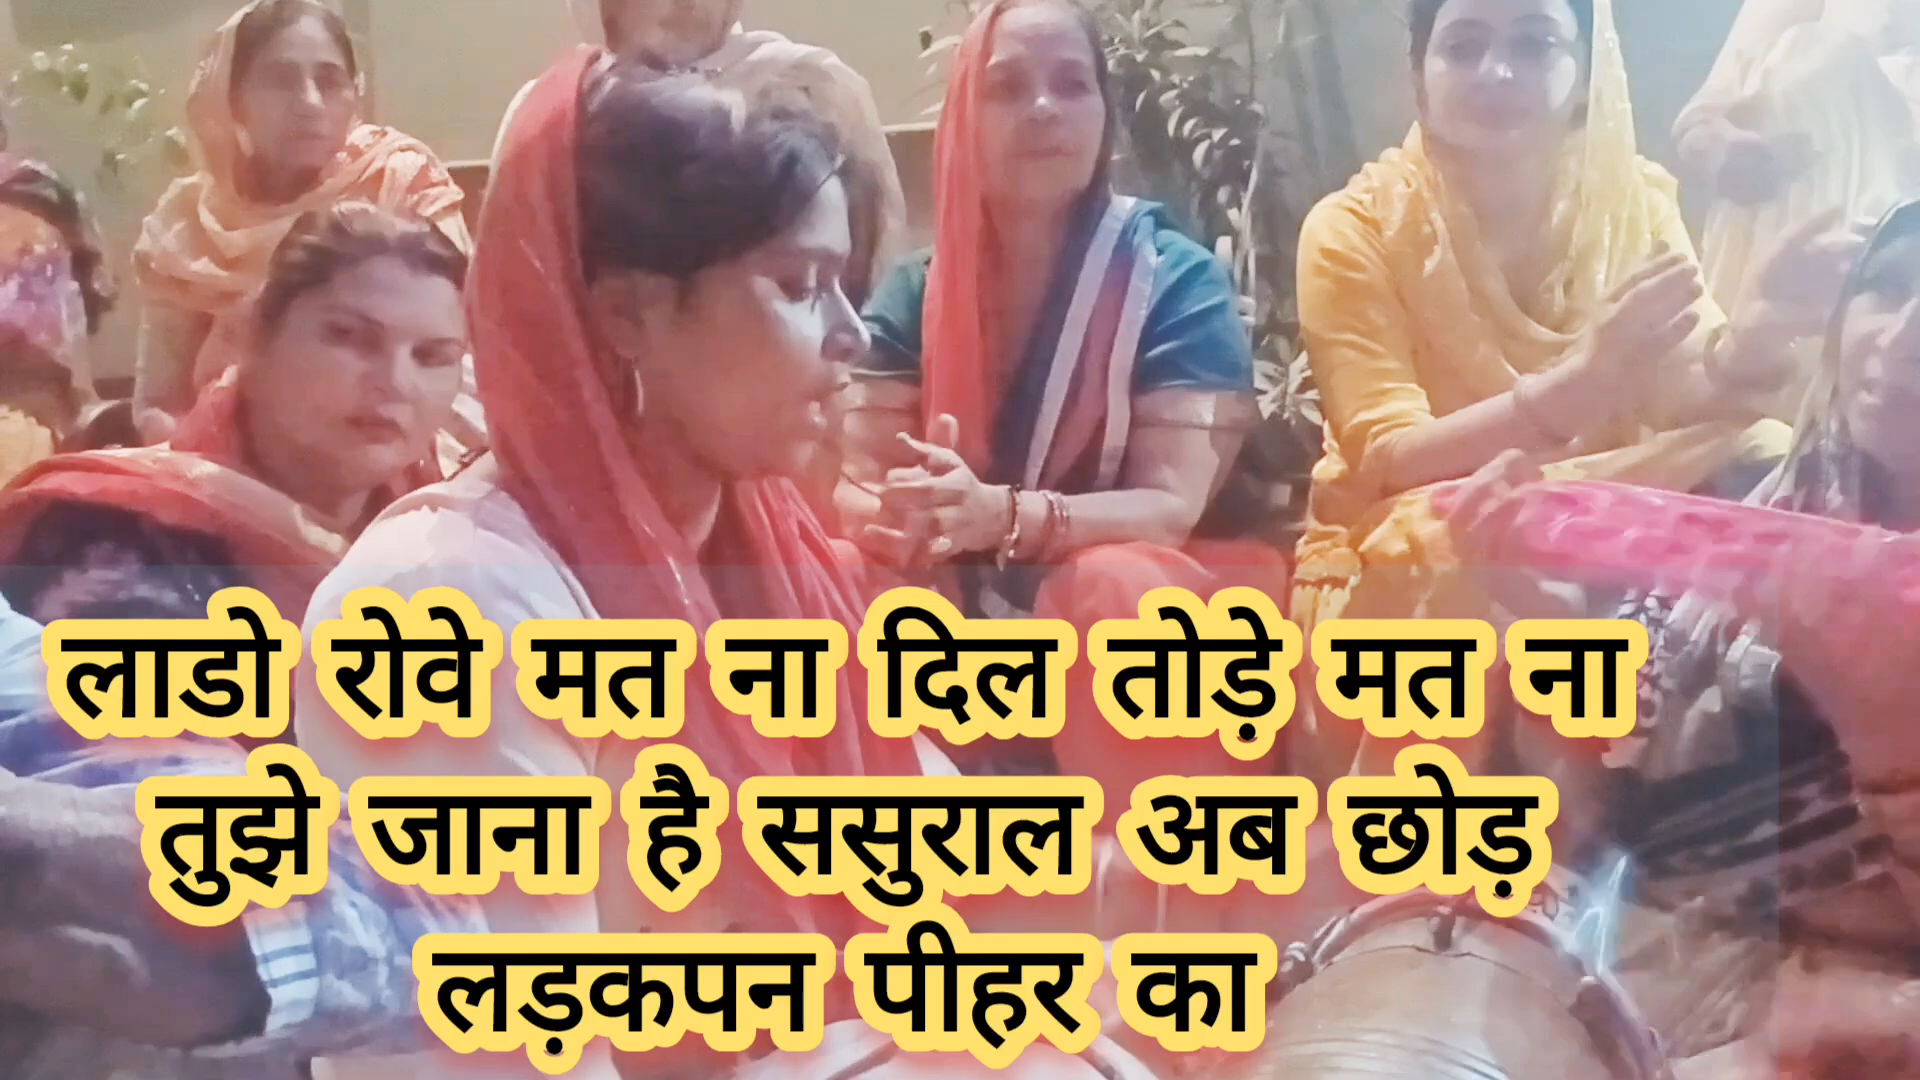 लाडो रोवे मत ना दिल तोड़े मत ना
तुझे जाना है ससुराल अब छोड़
लड़कपन पीहर का